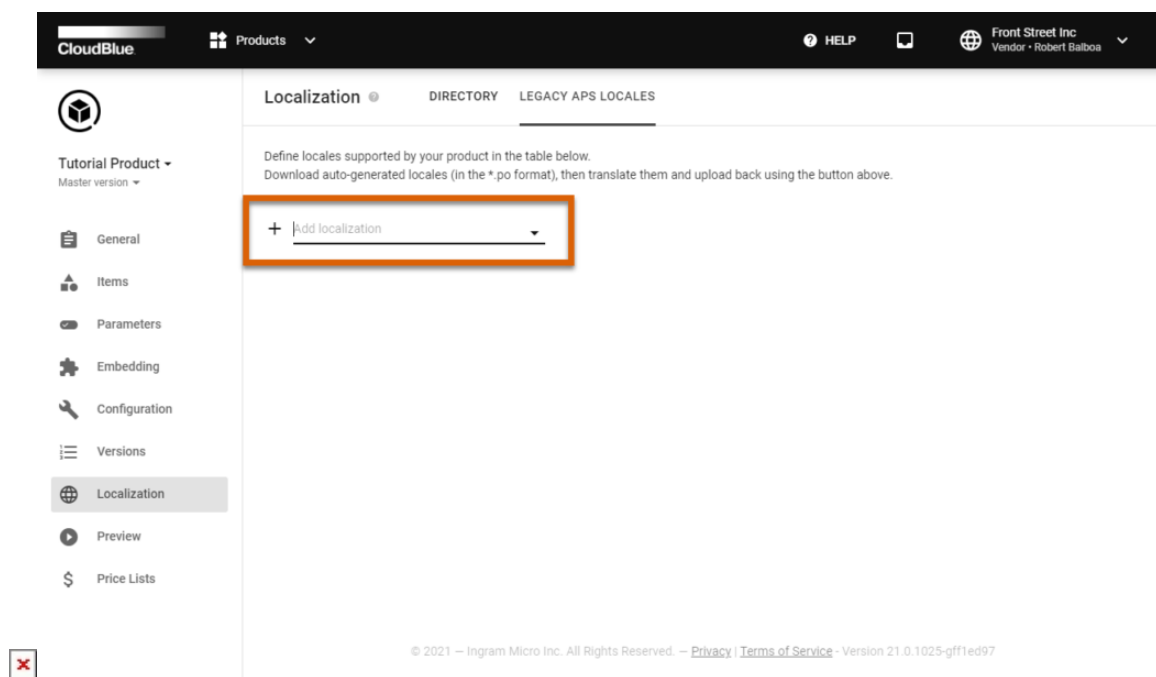 CloudBlue
Products
HELP
Front Street Inc
Vendor • Robert Balboa
Localization
DIRECTORY
LEGACY APS LOCALES
Tutorial Product
Master version
Define locales supported by your product in the table below.
Download auto-generated locales (in the *.po format), then translate them and upload back using the button above.
Add localization
General
Items
Parameters
Embedding
Configuration
Versions
Localization
Preview
Price Lists
© 2021 — Ingram Micro Inc. All Rights Reserved. — Privacy | Terms of Service - Version 21.0.1025-gff1ed97